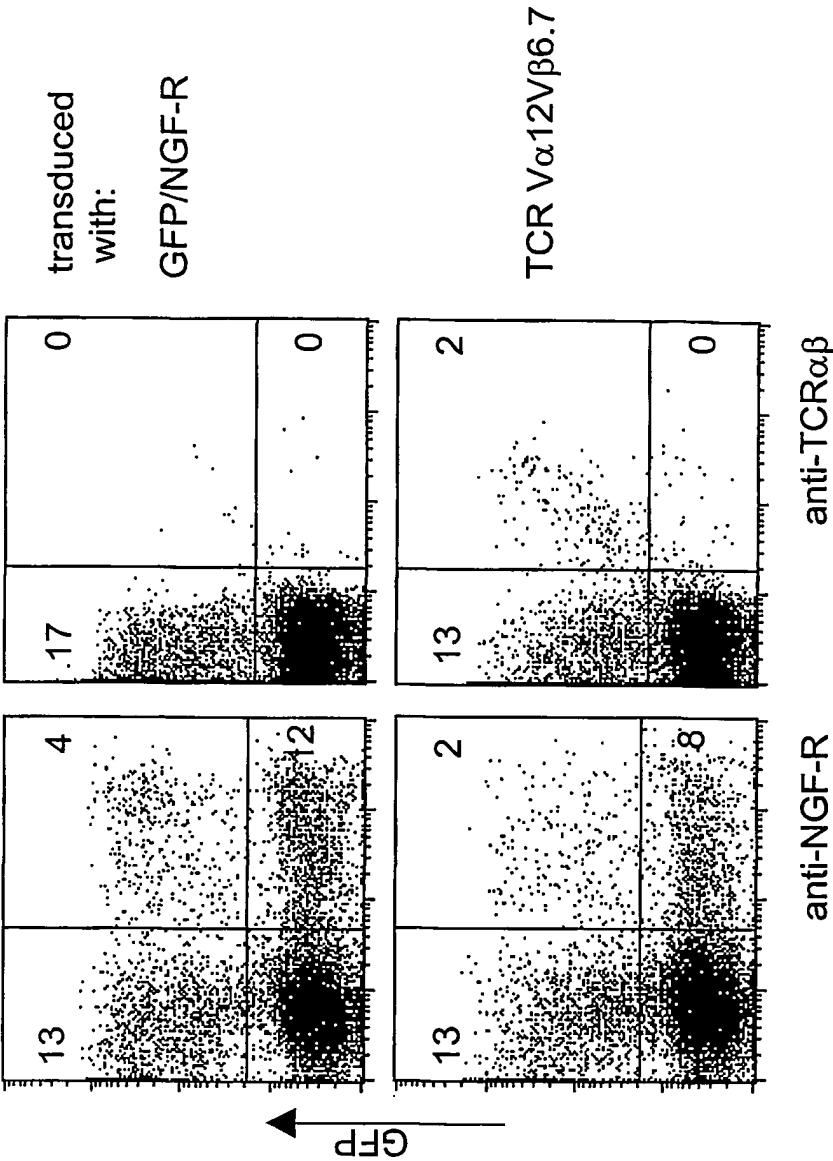 transduced
with:
GFP/NGF-R
17
0
0
4
13
12
TCR Vα12Vβ6.7
13
2
0
13
2
8
GFP
anti-NGF-R
anti-TCRαβ